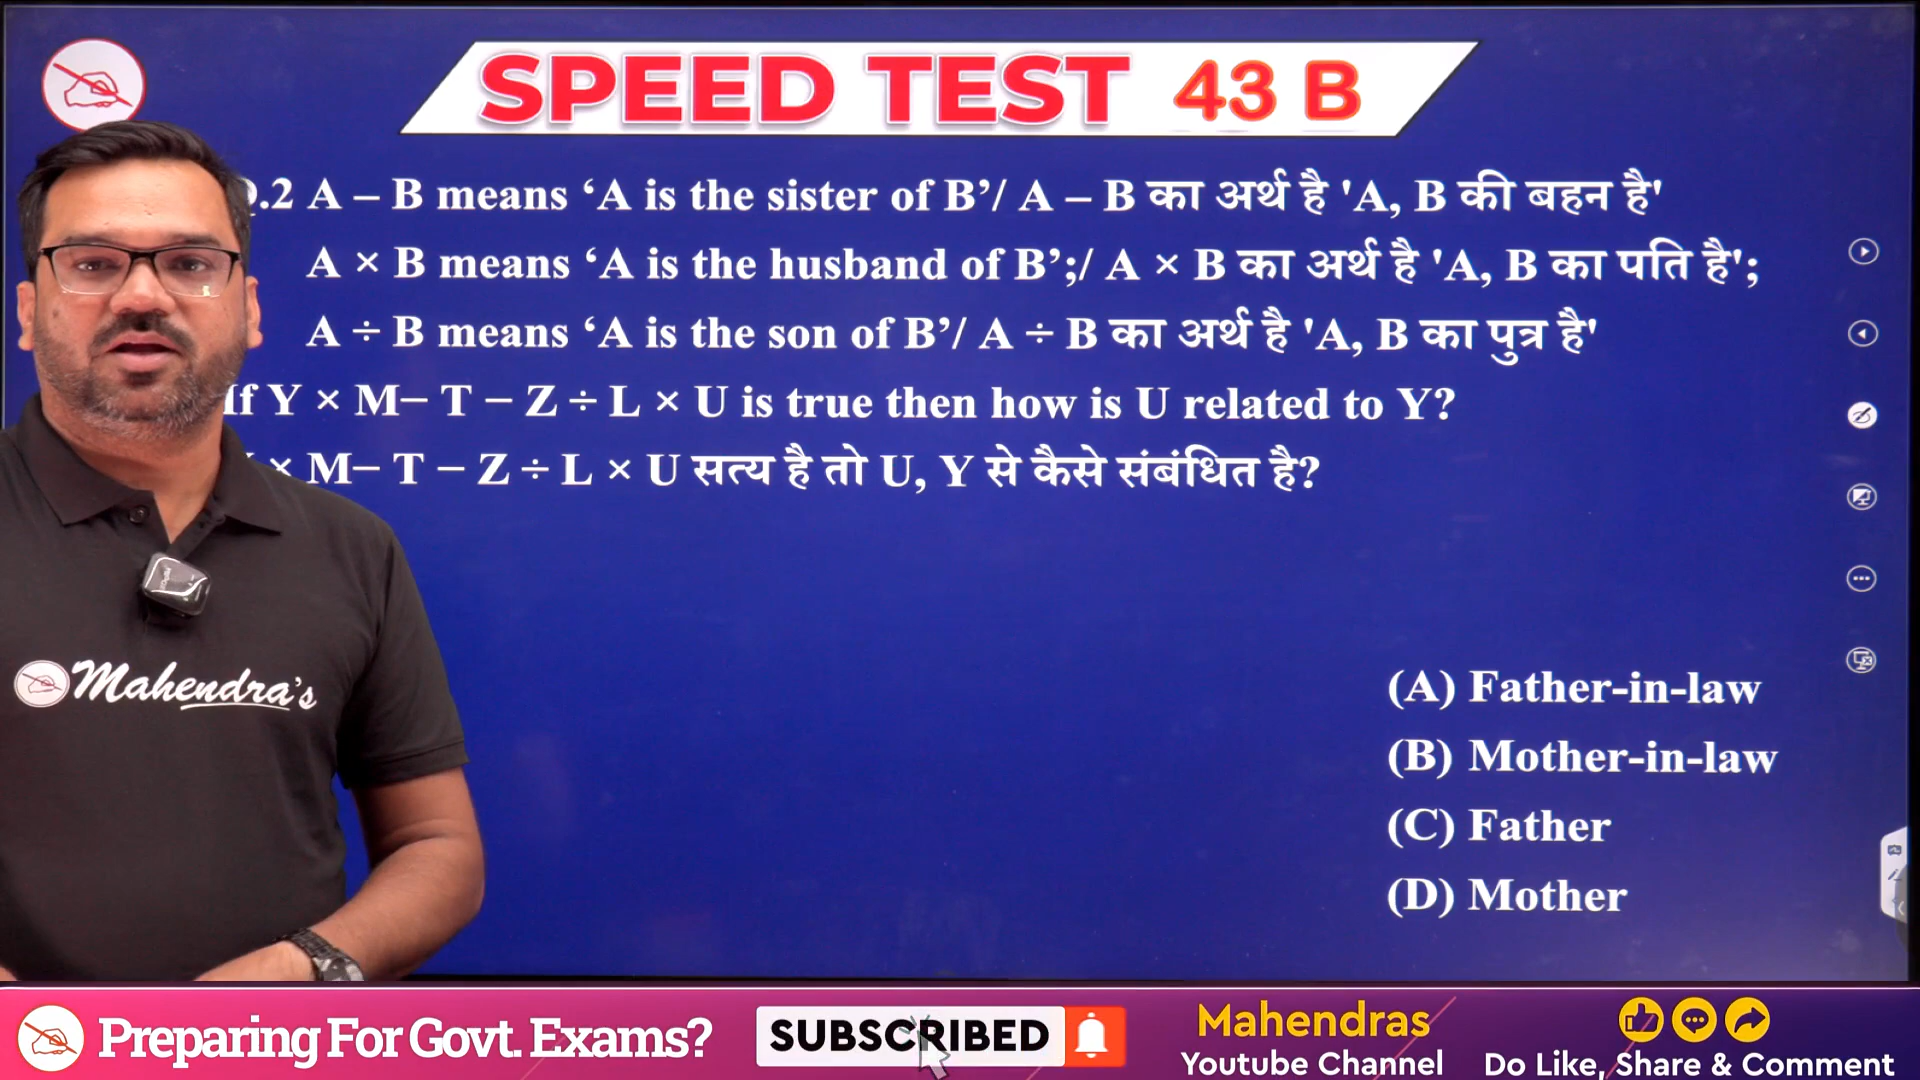 SPEED TEST 43 B
Q.2 A – B means ‘A is the sister of B’/ A – B का अर्थ है 'A, B की बहन है'
A × B means ‘A is the husband of B’;/ A × B का अर्थ है 'A, B का पति है';
A ÷ B means ‘A is the son of B’/ A ÷ B का अर्थ है 'A, B का पुत्र है'
If Y × M– T – Z ÷ L × U is true then how is U related to Y?
× M– T – Z ÷ L × U सत्य है तो U, Y से कैसे संबंधित है?
(A) Father-in-law
(B) Mother-in-law
(C) Father
(D) Mother
Mahendra's
Preparing For Govt. Exams?
SUBSCRIBED
Mahendras
Youtube Channel
Do Like, Share & Comment